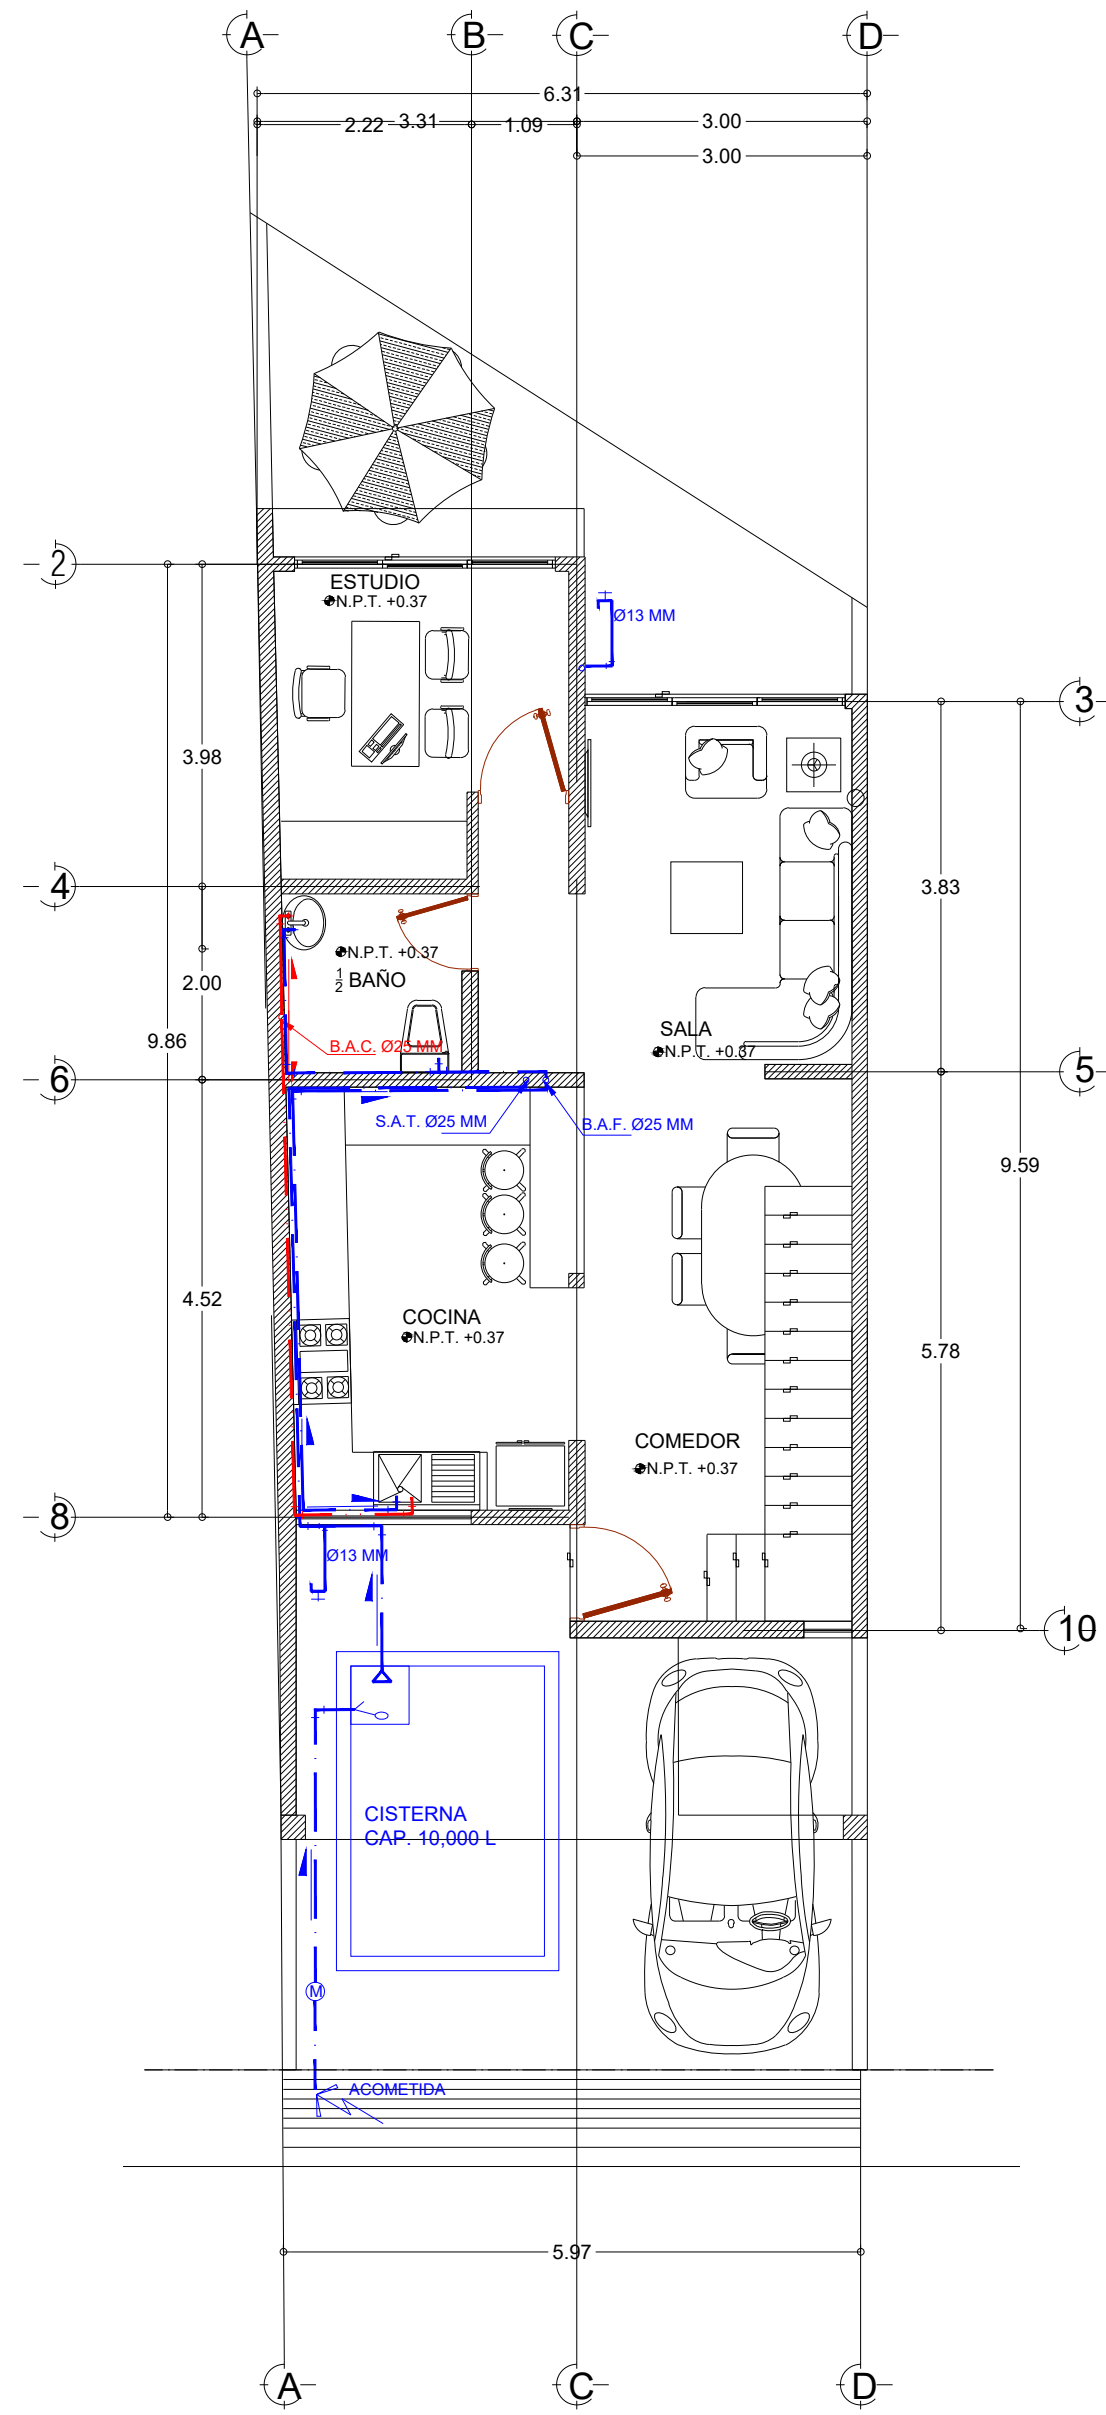 A B C D
6.31
2.22 3.31 1.09 3.00
3.00
2
ESTUDIO
N.P.T. +0.37
Ø13 MM
3
3.98
4
3.83
N.P.T. +0.37
1/2 BAÑO
2.00
SALA
9.86
B.A.C. Ø25 MM
N.P.T. +0.37
6
5
S.A.T. Ø25 MM
B.A.F. Ø25 MM
9.59
4.52
COCINA
N.P.T. +0.37
5.78
COMEDOR
N.P.T. +0.37
8
Ø13 MM
10
CISTERNA
CAP. 10,000 L
M
ACOMETIDA
5.97
A C D